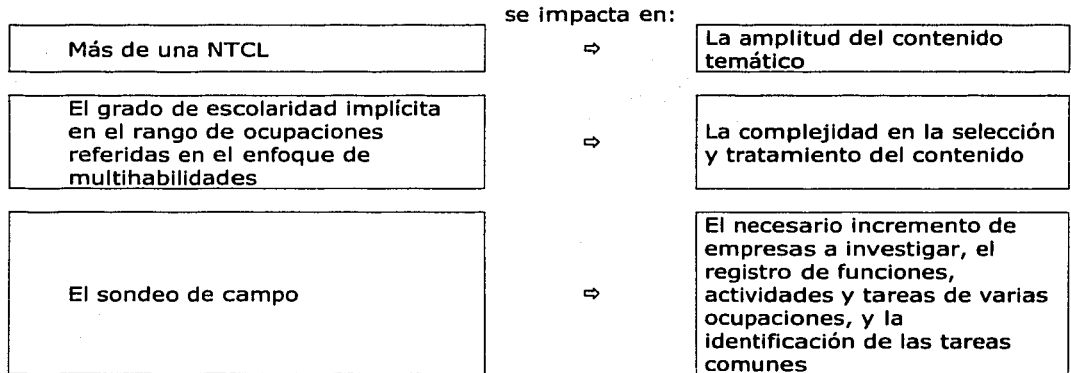 se impacta en:
Más de una NTCL
⇨
La amplitud del contenido
temático
El grado de escolaridad implícita
en el rango de ocupaciones
referidas en el enfoque de
multihabilidades
⇨
La complejidad en la selección
y tratamiento del contenido
El sondeo de campo
⇨
El necesario incremento de
empresas a investigar, el
registro de funciones,
actividades y tareas de varias
ocupaciones, y la
identificación de las tareas
comunes